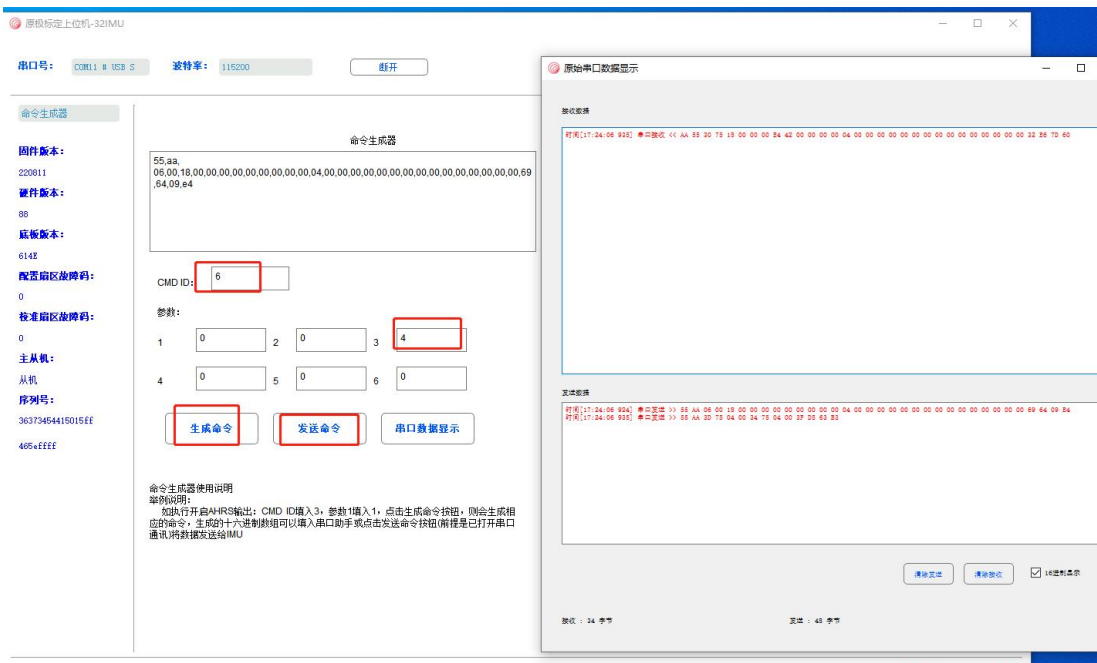 原极标定上位机-32IMU
串口号： COM11 # USB S 波特率： 115200 断开
命令生成器
固件版本：
220811
硬件版本：
88
底板版本：
614E
配置扇区故障码：
0
校准扇区故障码：
0
主从机：
从机
序列号：
36373454415015ff
465effff
命令生成器
55,aa,
06,00,18,00,00,00,00,00,00,00,00,00,04,00,00,00,00,00,00,00,00,00,00,00,00,00,00,00,69
,64,09,e4
CMD ID： 6
参数：
1 0 2 0 3 4
4 0 5 0 6 0
生成命令 发送命令 串口数据显示
命令生成器使用说明
举例说明：
如执行开启AHRS输出：CMD ID填入3，参数1填入1，点击生成命令按钮，则会生成相
应的命令，生成的十六进制数组可以填入串口助手或点击发送命令按钮(前提是已打开串口
通讯)将数据发送给IMU
原始串口数据显示
接收数据
发送数据
清除发送 清除接收 16进制显示
接收 : 34 字节 发送 : 48 字节